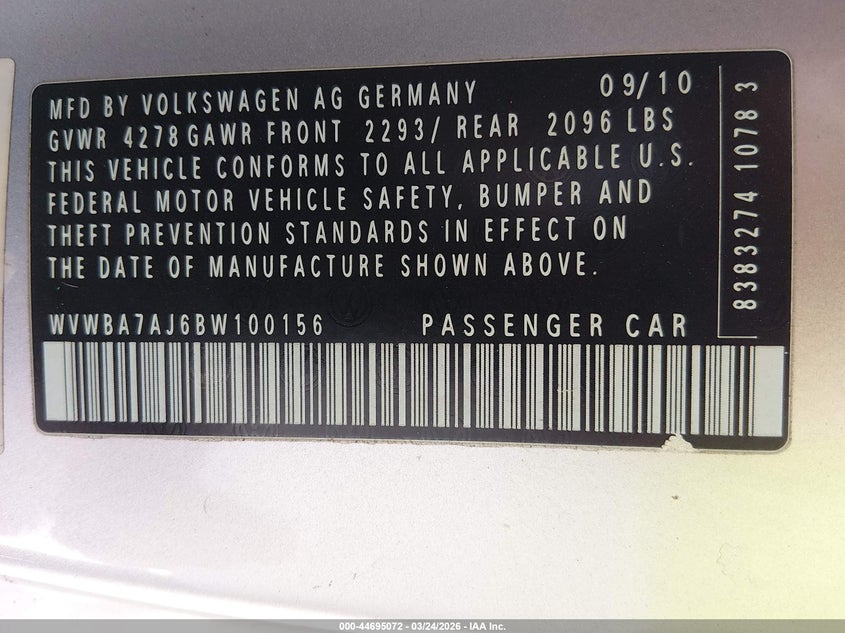 MFD BY VOLKSWAGEN AG GERMANY 09/10
GVWR 4278 GAWR FRONT 2293/ REAR 2096 LBS
THIS VEHICLE CONFORMS TO ALL APPLICABLE U.S.
FEDERAL MOTOR VEHICLE SAFETY, BUMPER AND
THEFT PREVENTION STANDARDS IN EFFECT ON
THE DATE OF MANUFACTURE SHOWN ABOVE.
WVWBA7AJ6BW100156 PASSENGER CAR
8383274 1078 3
000-44695072 - 03/24/2026 - IAA Inc.